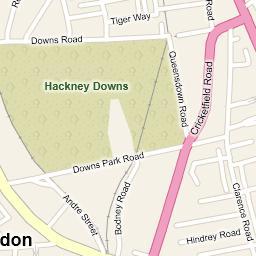 Tiger Way
Downs Road
Queensdown Road
Hackney Downs
Cricketfield Road
Downs Park Road
Bodney Road
Andre Street
Clarence Road
don
Hindrey Road